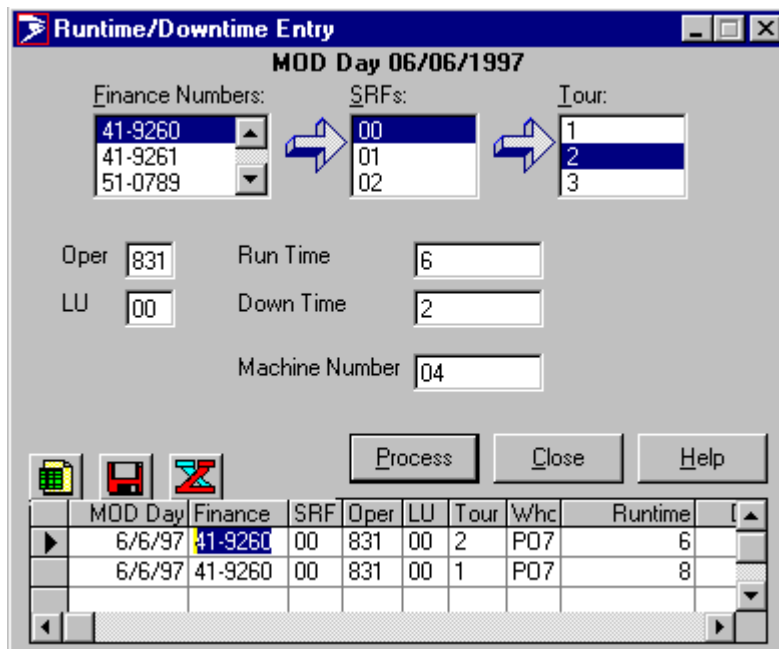 Runtime/Downtime Entry
MOD Day 06/06/1997
Finance Numbers: SRFs: Tour:
41-9260 00 1
41-9261 01 2
51-0789 02 3
Oper 831 Run Time 6
LU 00 Down Time 2
Machine Number 04
Process Close Help
MOD Day Finance SRF Oper LU Tour Whc Runtime
6/6/97 41-9260 00 831 00 2 P07 6
6/6/97 41-9260 00 831 00 1 P07 8